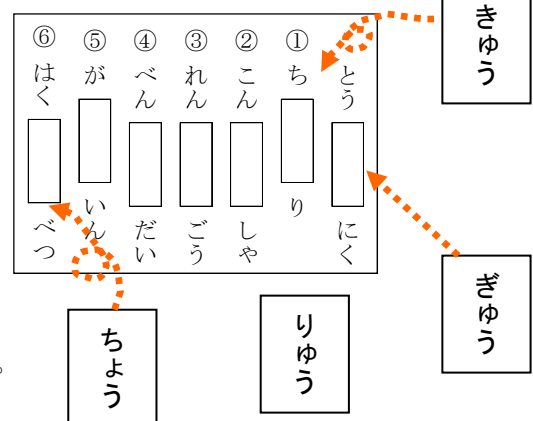 とう　にく
① ち　り
② こん　しゃ
③ れん　ごう
④ べん　だい
⑤ が　いん
⑥ はく　べつ
きゅう
ぎゅう
りゅう
ちょう
。